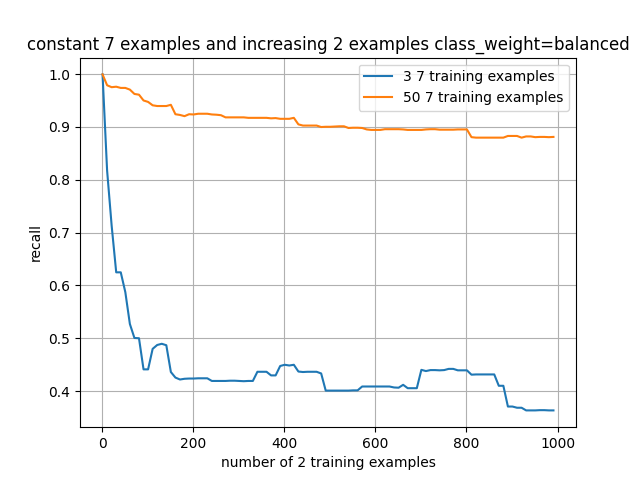 constant 7 examples and increasing 2 examples class_weight=balanced
3 7 training examples
50 7 training examples
recall
1.0
0.9
0.8
0.7
0.6
0.5
0.4
0 200 400 600 800 1000
number of 2 training examples